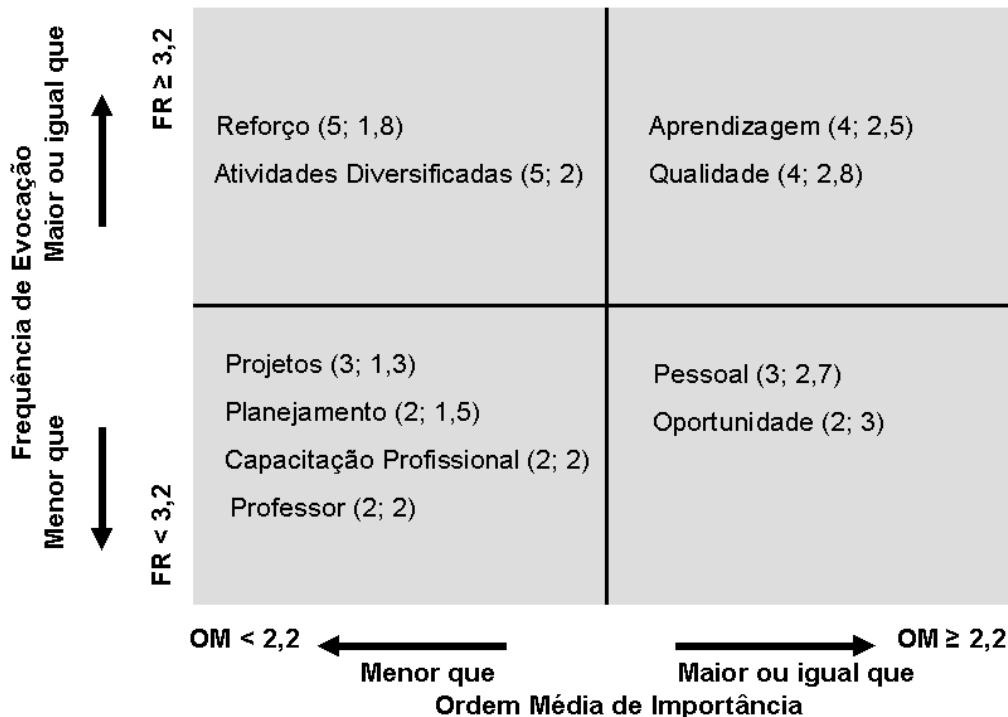 Frequência de Evocação
Maior ou igual que
FR ≥ 3,2
Menor que
FR < 3,2
Reforço (5; 1,8)
Atividades Diversificadas (5; 2)
Aprendizagem (4; 2,5)
Qualidade (4; 2,8)
Projetos (3; 1,3)
Planejamento (2; 1,5)
Capacitação Profissional (2; 2)
Professor (2; 2)
Pessoal (3; 2,7)
Oportunidade (2; 3)
OM < 2,2
OM ≥ 2,2
Menor que
Maior ou igual que
Ordem Média de Importância